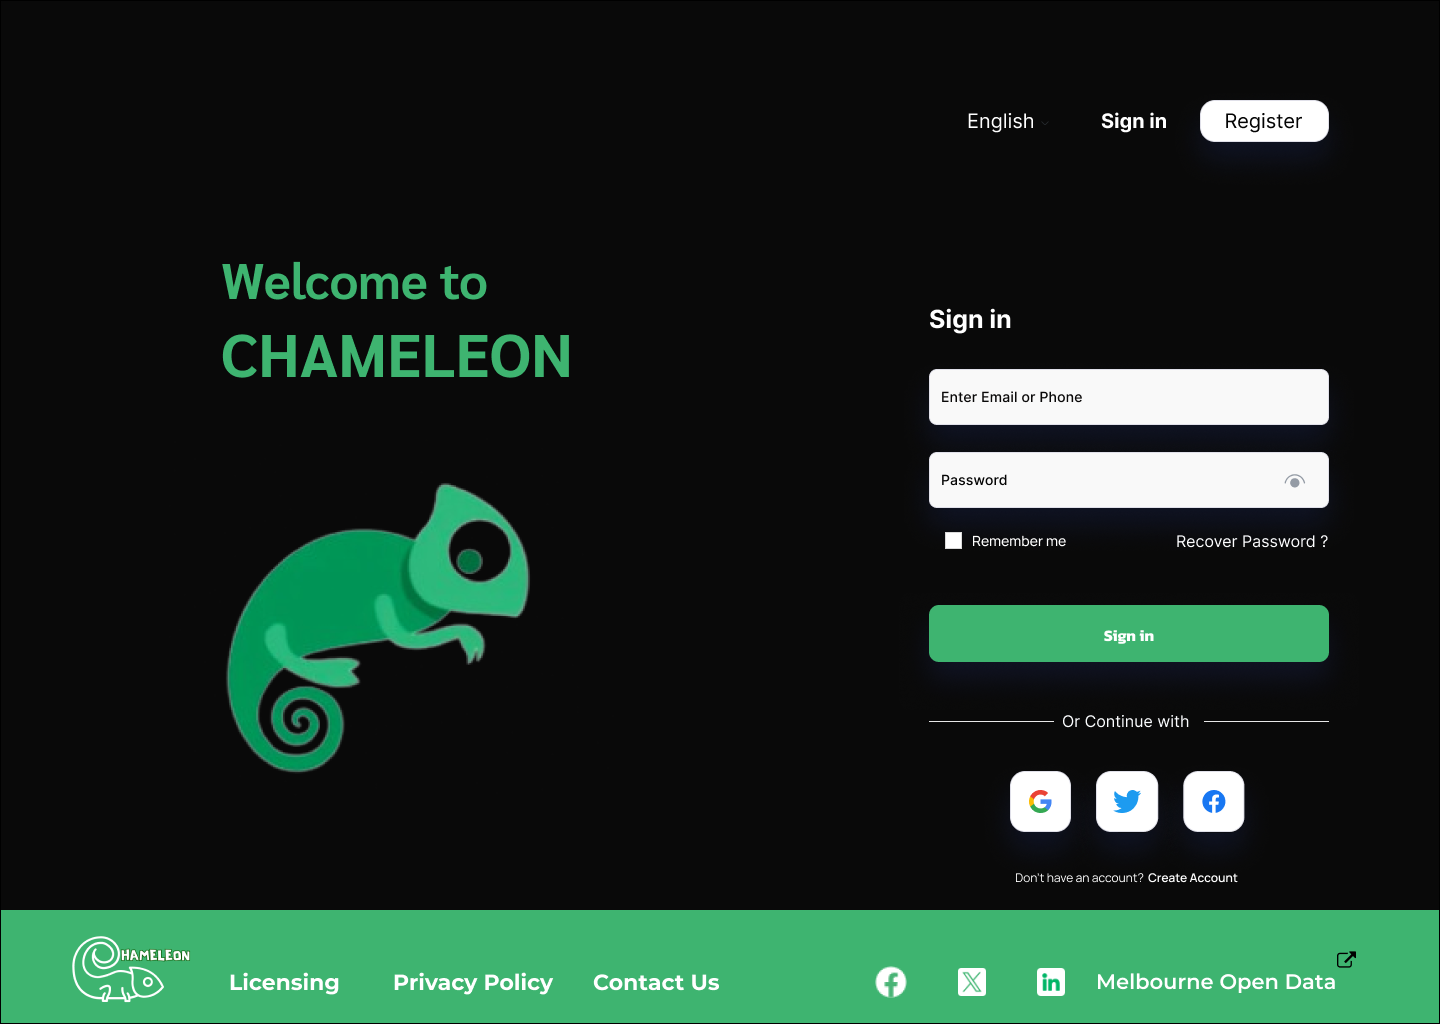 English
Sign in
Register
Welcome to
CHAMELEON
Sign in
Enter Email or Phone
Password
Remember me
Recover Password ?
Sign in
Or Continue with
Don't have an account? Create Account
HAMELEON
Licensing
Privacy Policy
Contact Us
Melbourne Open Data